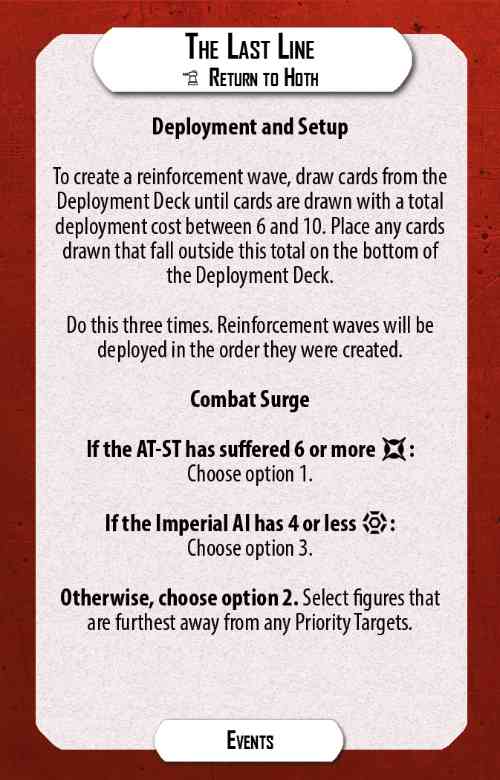 The Last Line
Return to Hoth
Deployment and Setup
To create a reinforcement wave, draw cards from the
Deployment Deck until cards are drawn with a total
deployment cost between 6 and 10. Place any cards
drawn that fall outside this total on the bottom of
the Deployment Deck.
Do this three times. Reinforcement waves will be
deployed in the order they were created.
Combat Surge
If the AT-ST has suffered 6 or more :
Choose option 1.
If the Imperial AI has 4 or less :
Choose option 3.
Otherwise, choose option 2. Select figures that
are furthest away from any Priority Targets.
Events